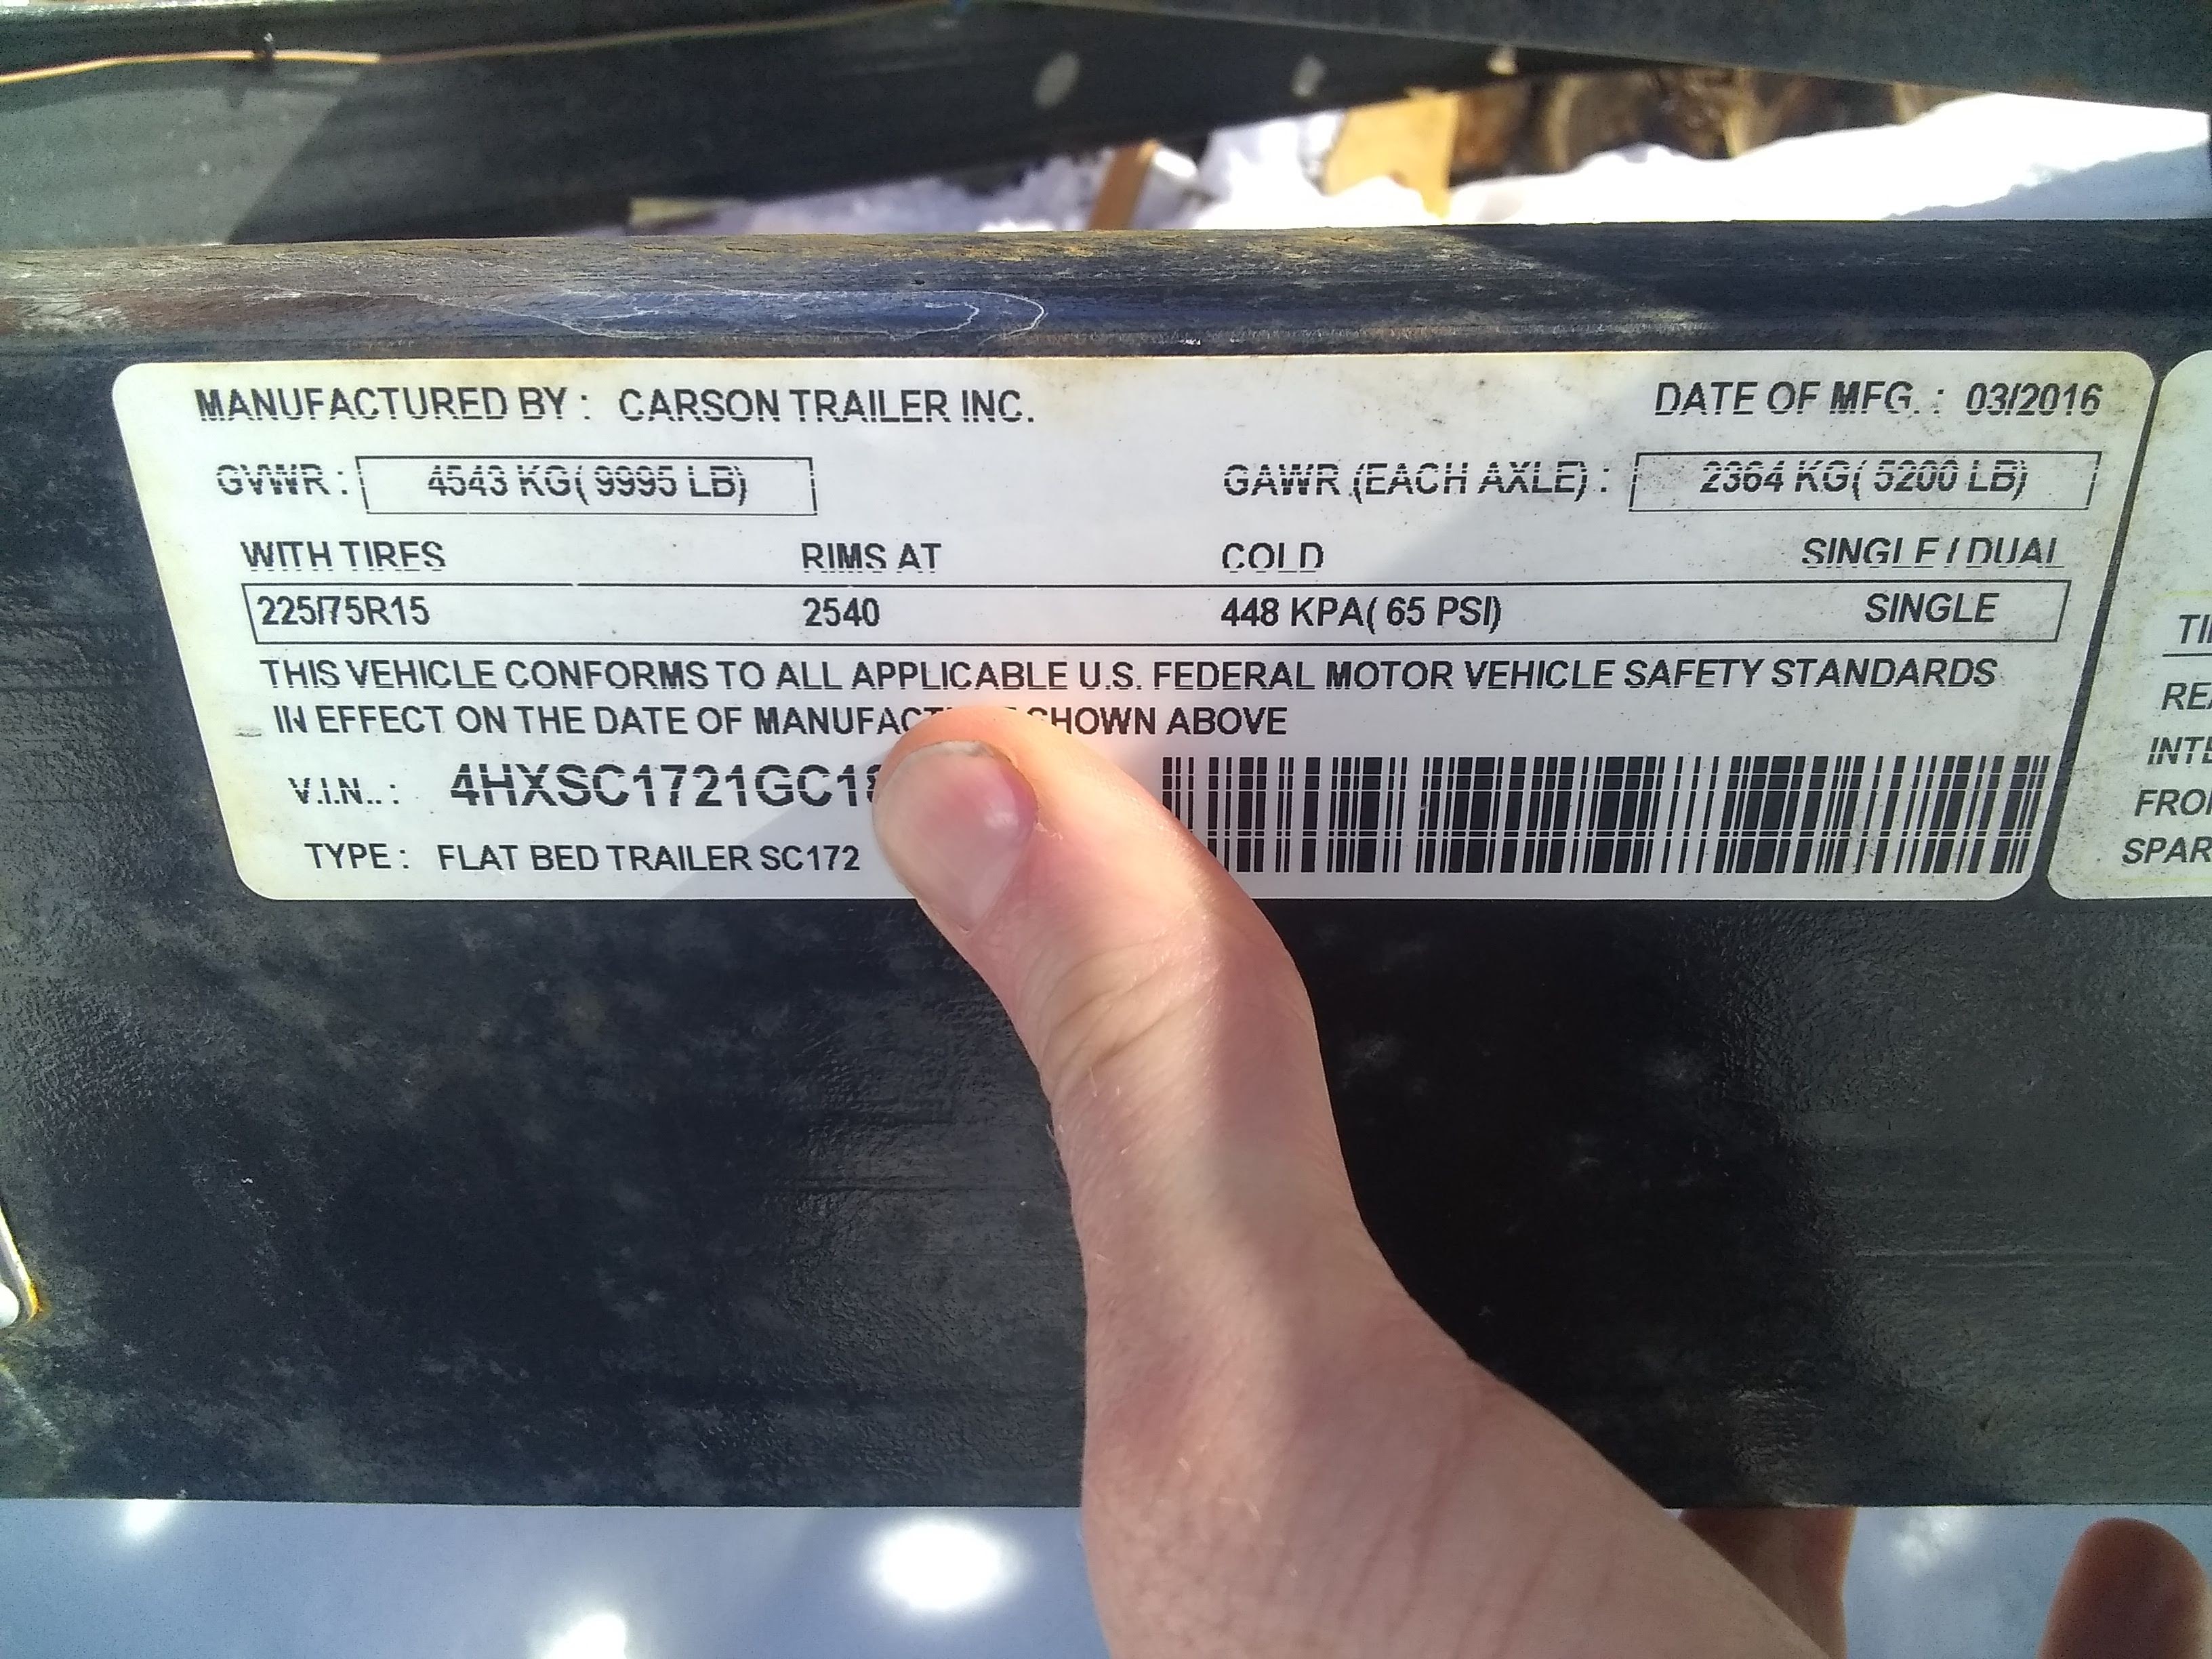 MANUFACTURED BY : CARSON TRAILER INC. DATE OF MFG. : 03/2016
GVWR : 4543 KG( 9995 LB) GAWR (EACH AXLE) : 2364 KG( 5200 LB)
WITH TIRES RIMS AT COLD SINGLE / DUAL
225/75R15 2540 448 KPA( 65 PSI) SINGLE
THIS VEHICLE CONFORMS TO ALL APPLICABLE U.S. FEDERAL MOTOR VEHICLE SAFETY STANDARDS
IN EFFECT ON THE DATE OF SHOWN ABOVE
V.I.N.. : 4HXSC1721GC18
TYPE : FLAT BED TRAILER SC172